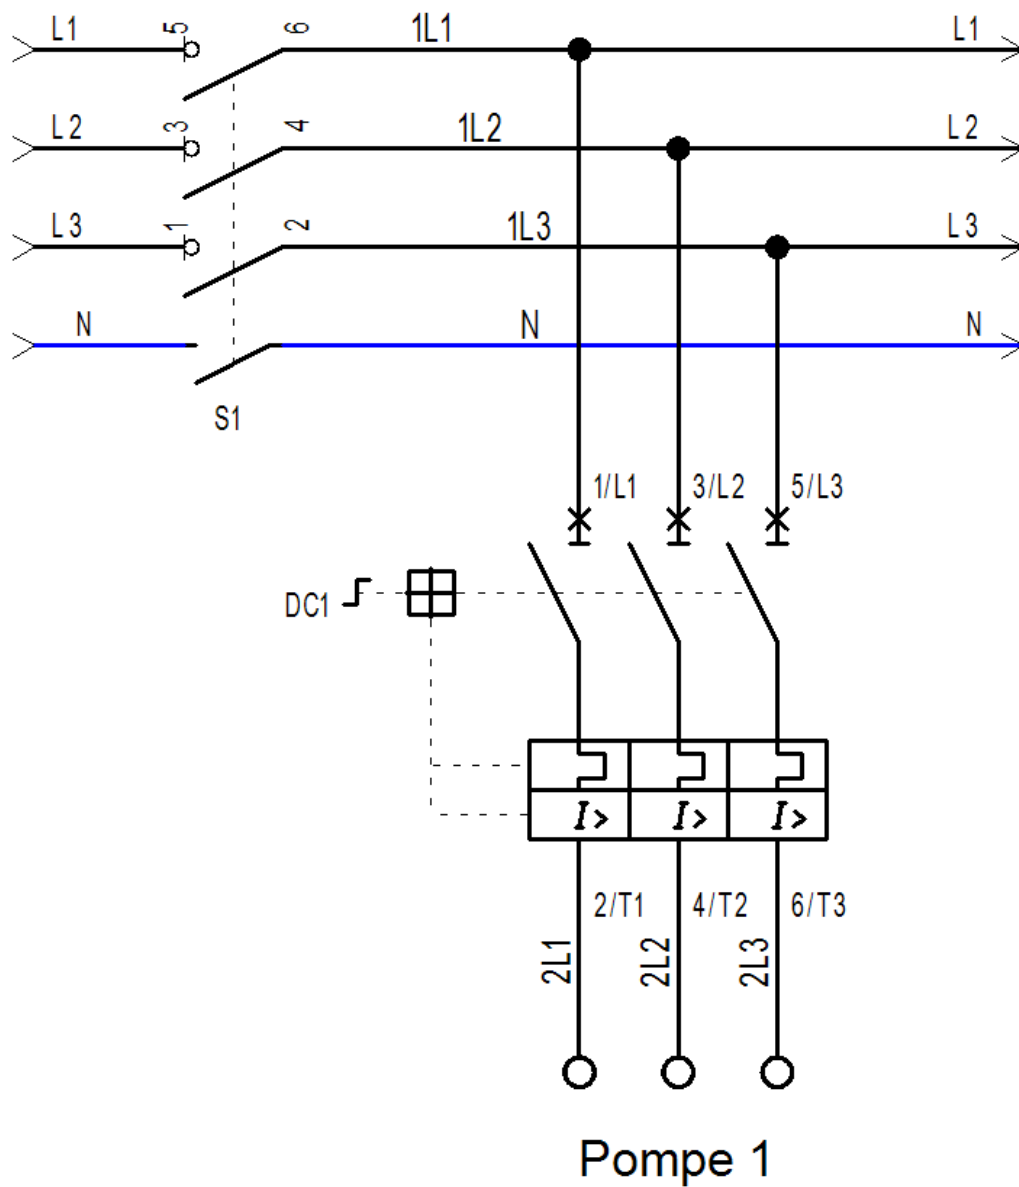 L1 5 6 1L1 L1
L2 3 4 1L2 L2
L3 1 2 1L3 L3
N N N
S1
1/L1 3/L2 5/L3
DC1
I> I> I>
2/T1 4/T2 6/T3
2L1 2L2 2L3
Pompe 1